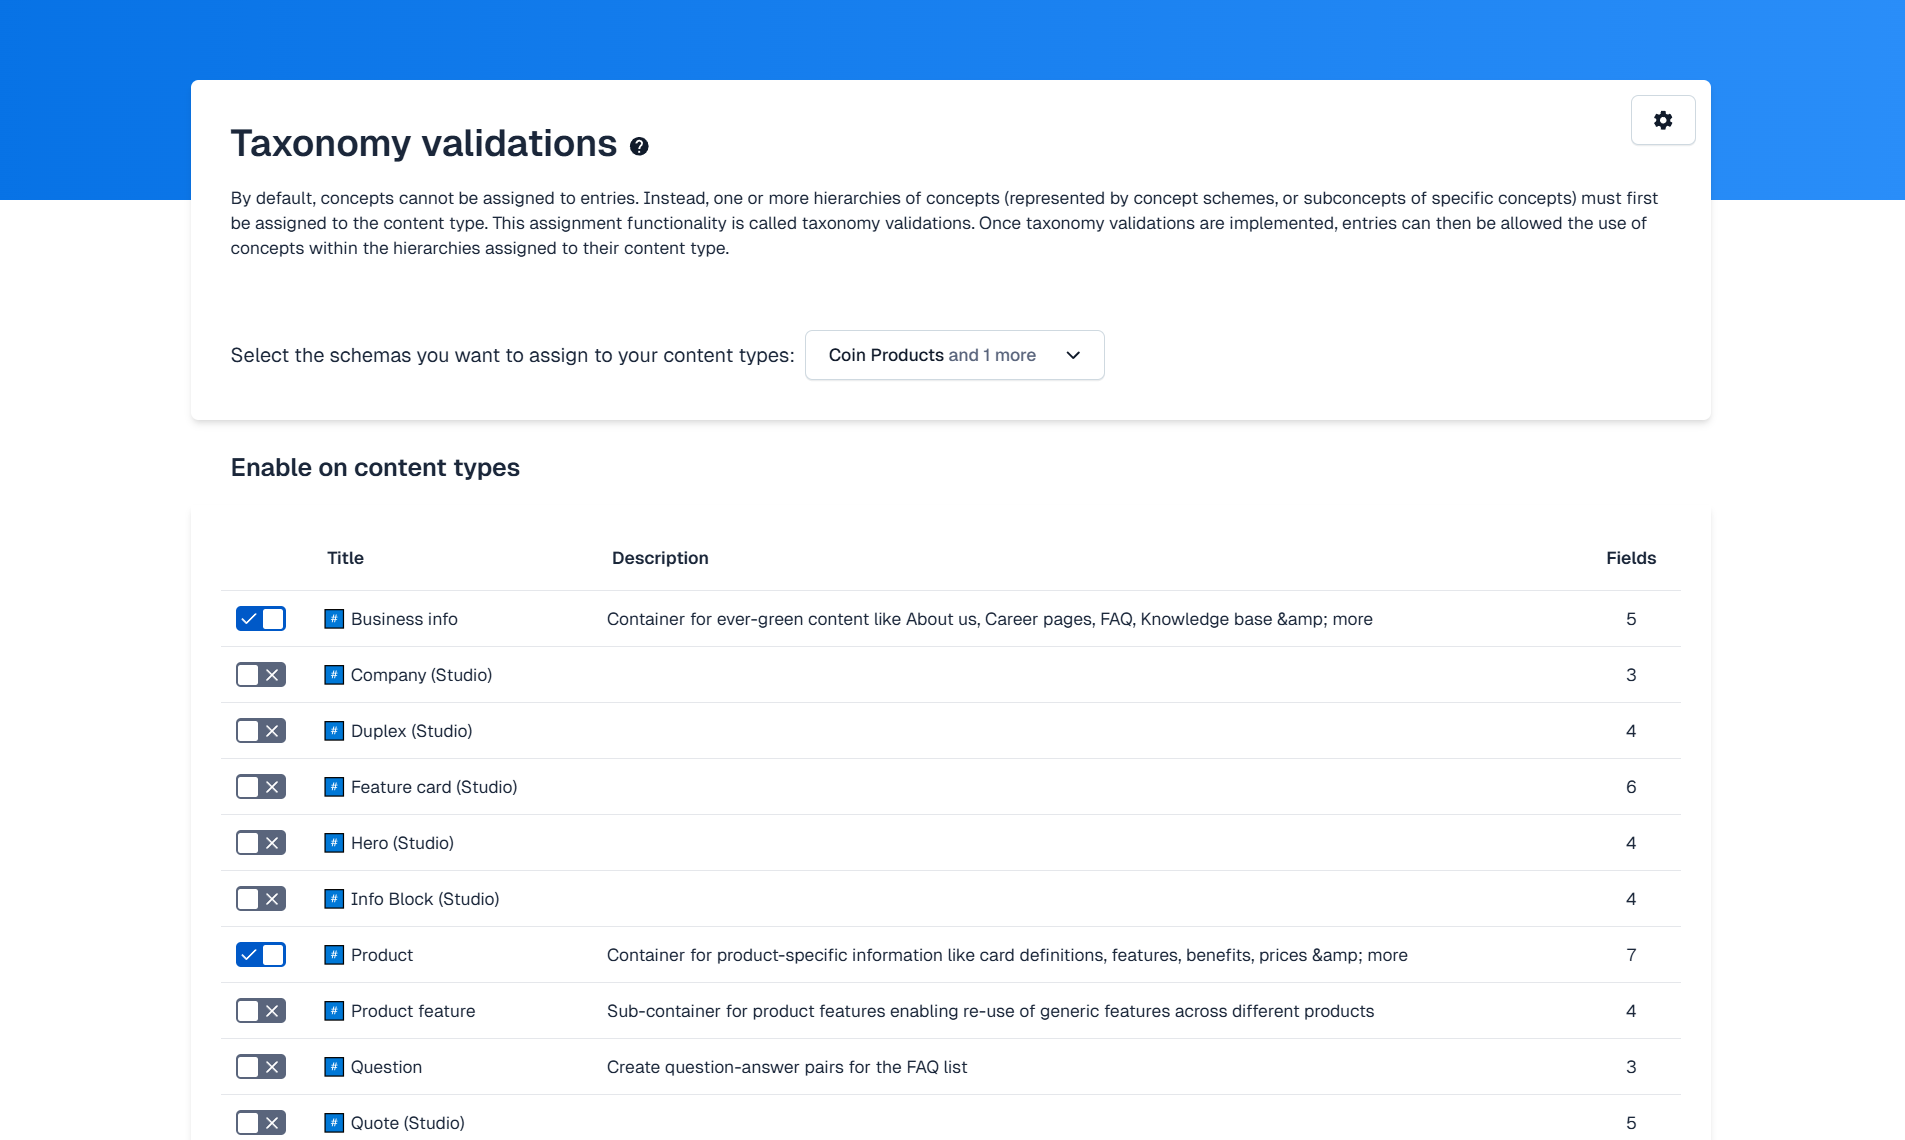 Taxonomy validations
By default, concepts cannot be assigned to entries. Instead, one or more hierarchies of concepts (represented by concept schemes, or subconcepts of specific concepts) must first
be assigned to the content type. This assignment functionality is called taxonomy validations. Once taxonomy validations are implemented, entries can then be allowed the use of
concepts within the hierarchies assigned to their content type.
Select the schemas you want to assign to your content types: Coin Products and 1 more
Enable on content types
Title Description Fields
# Business info Container for ever-green content like About us, Career pages, FAQ, Knowledge base &amp; more 5
# Company (Studio) 3
# Duplex (Studio) 4
# Feature card (Studio) 6
# Hero (Studio) 4
# Info Block (Studio) 4
# Product Container for product-specific information like card definitions, features, benefits, prices &amp; more 7
# Product feature Sub-container for product features enabling re-use of generic features across different products 4
# Question Create question-answer pairs for the FAQ list 3
# Quote (Studio) 5